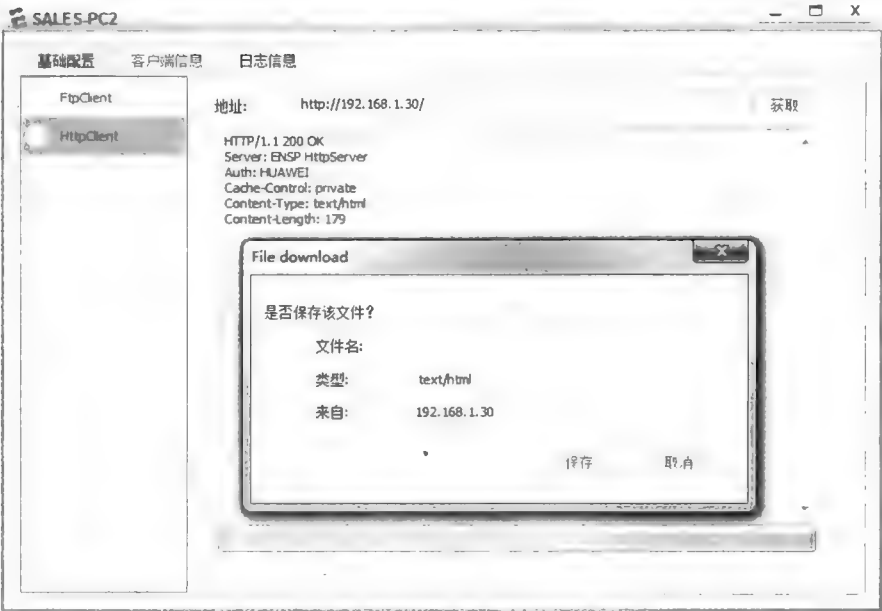 SALES-PC2
基础配置 客户端信息 日志信息
FtpClient
HttpClient
地址: http://192.168.1.30/ 获取
HTTP/1.1 200 OK
Server: ENSP HttpServer
Auth: HUAWEI
Cache-Control: private
Content-Type: text/html
Content-Length: 179
File download
是否保存该文件?
文件名:
类型: text/html
来自: 192.168.1.30
保存 取消